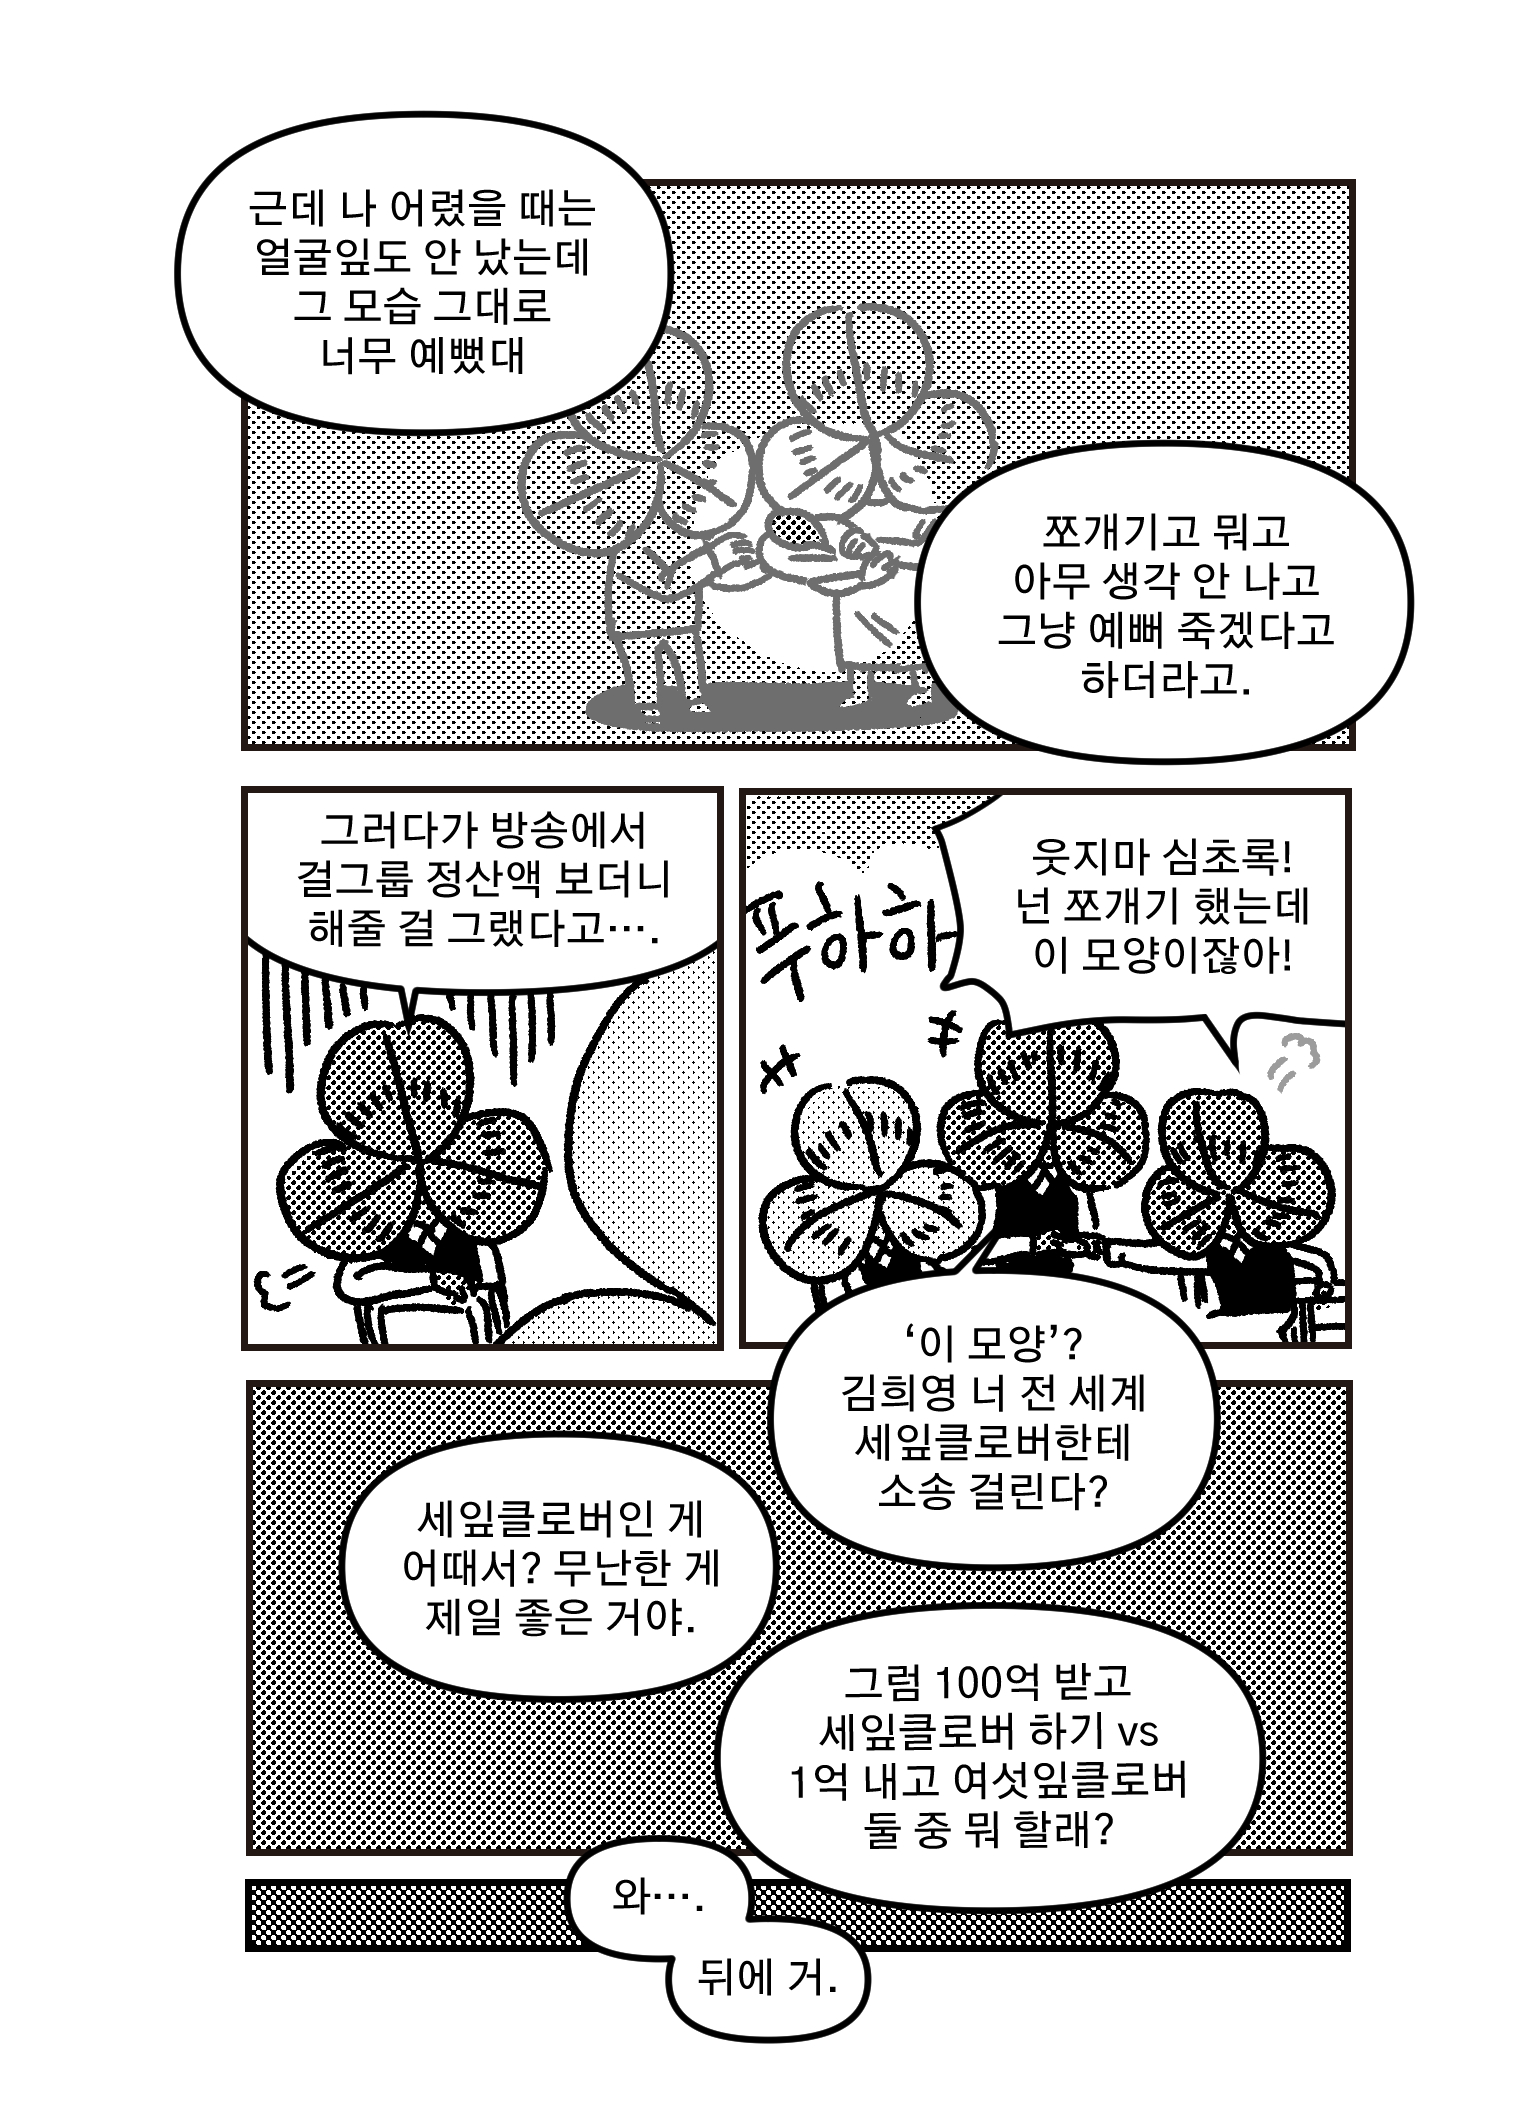 근데 나 어렸을 때는
얼굴잎도 안 났는데
그 모습 그대로
너무 예뻤대
쪼개기고 뭐고
아무 생각 안 나고
그냥 예뻐 죽겠다고
하더라고.
그러다가 방송에서
걸그룹 정산액 보더니
해줄 걸 그랬다고….
푸하하
웃지마 심초록!
넌 쪼개기 했는데
이 모양이잖아!
‘이 모양’?
김희영 너 전 세계
세잎클로버한테
소송 걸린다?
세잎클로버인 게
어때서? 무난한 게
제일 좋은 거야.
그럼 100억 받고
세잎클로버 하기 vs
1억 내고 여섯잎클로버
둘 중 뭐 할래?
와….
뒤에 거.